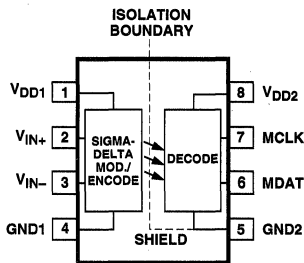 ISOLATION
BOUNDARY
VDD1 1
8 VDD2
VIN+ 2
7 MCLK
SIGMA-
DELTA
MOD./
ENCODE
DECODE
VIN– 3
6 MDAT
GND1 4
5 GND2
SHIELD